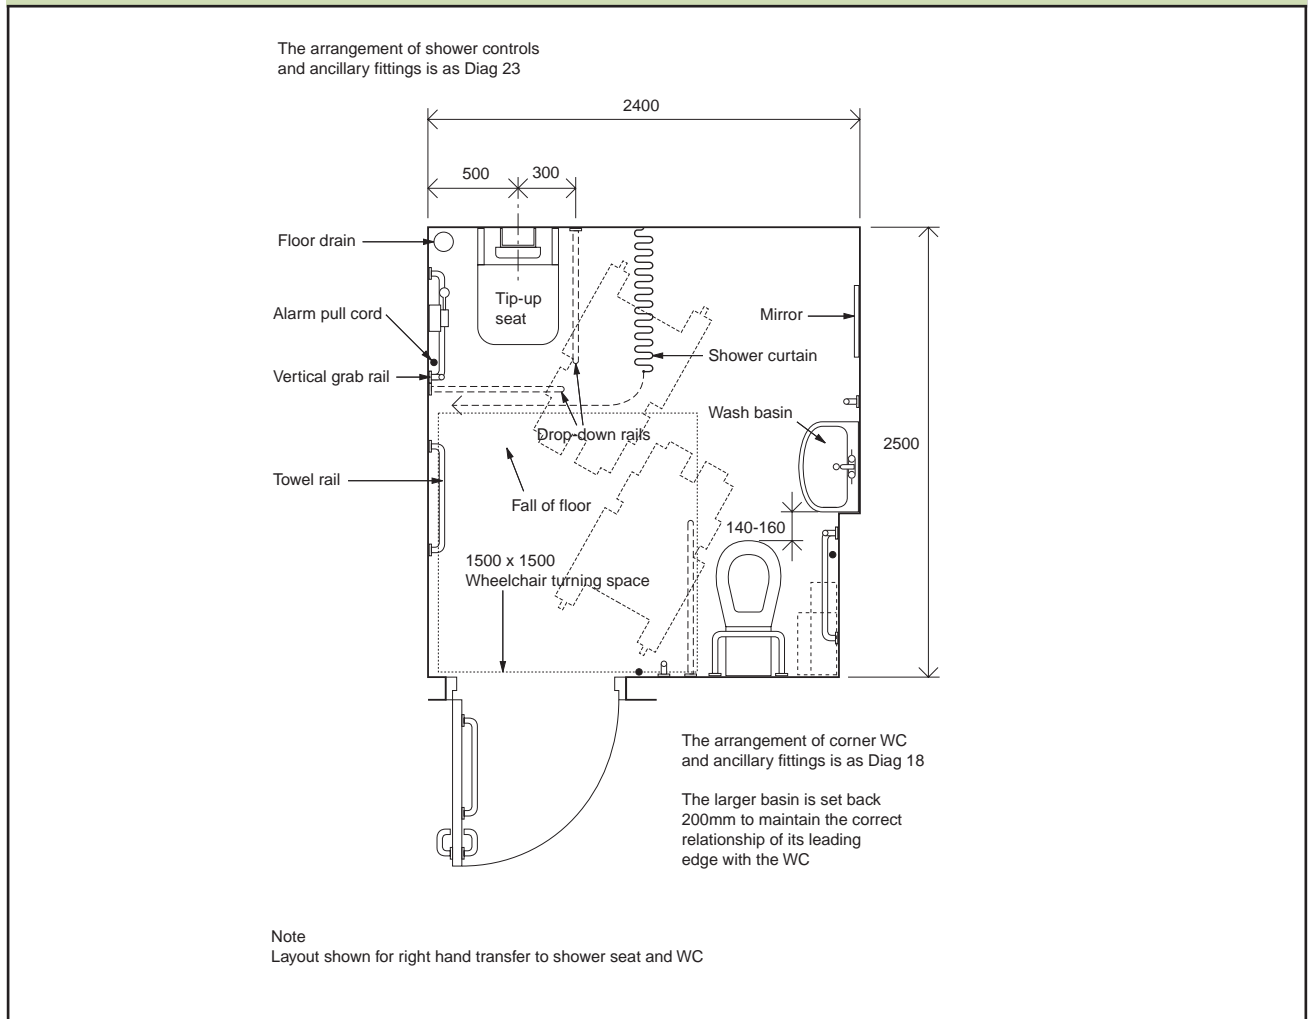 The arrangement of shower controls
and ancillary fittings is as Diag 23
2400
500
300
Floor drain
Tip-up
seat
Alarm pull cord
Mirror
Shower curtain
Vertical grab rail
Wash basin
Drop-down rails
2500
Towel rail
Fall of floor
140-160
1500 x 1500
Wheelchair turning space
The arrangement of corner WC
and ancillary fittings is as Diag 18
The larger basin is set back
200mm to maintain the correct
relationship of its leading
edge with the WC
Note
Layout shown for right hand transfer to shower seat and WC